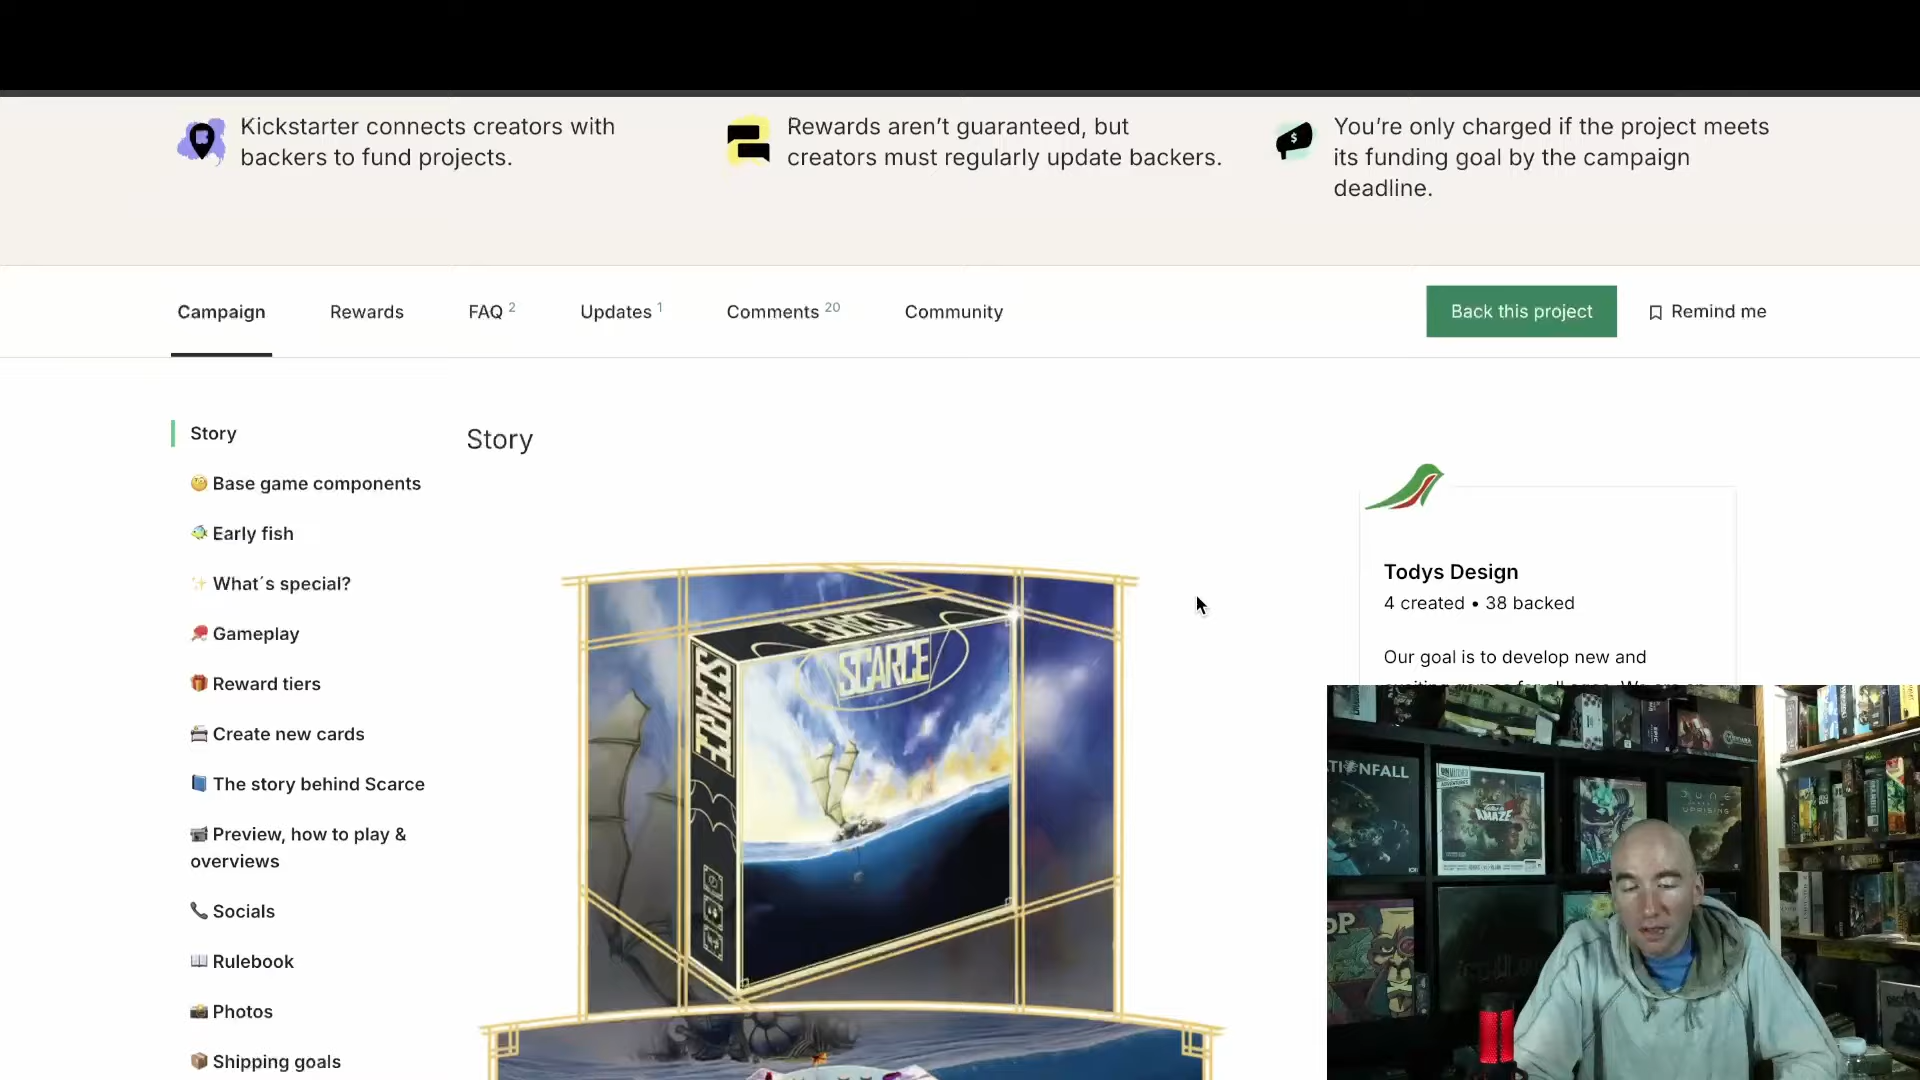 Kickstarter connects creators with
backers to fund projects.
Rewards aren’t guaranteed, but
creators must regularly update backers.
You’re only charged if the project meets
its funding goal by the campaign
deadline.
Campaign
Rewards
FAQ 2
Updates 1
Comments 20
Community
Back this project
Remind me
Story
Base game components
Early fish
What´s special?
Gameplay
Reward tiers
Create new cards
The story behind Scarce
Preview, how to play &
overviews
Socials
Rulebook
Photos
Shipping goals
Story
SCARCE
SCARCE
SCARCE
Todys Design
4 created • 38 backed
Our goal is to develop new and
DUNE
UPRISING